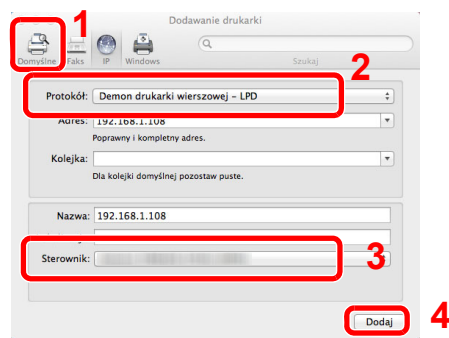 Dodawanie drukarki
1
Domyślne Faks IP Windows Szukaj
2
Protokół: Demon drukarki wierszowej – LPD
Adres: 192.168.1.108
Poprawny i kompletny adres.
Kolejka:
Dla kolejki domyślnej pozostaw puste.
Nazwa: 192.168.1.108
Sterownik:
3
Dodaj
4